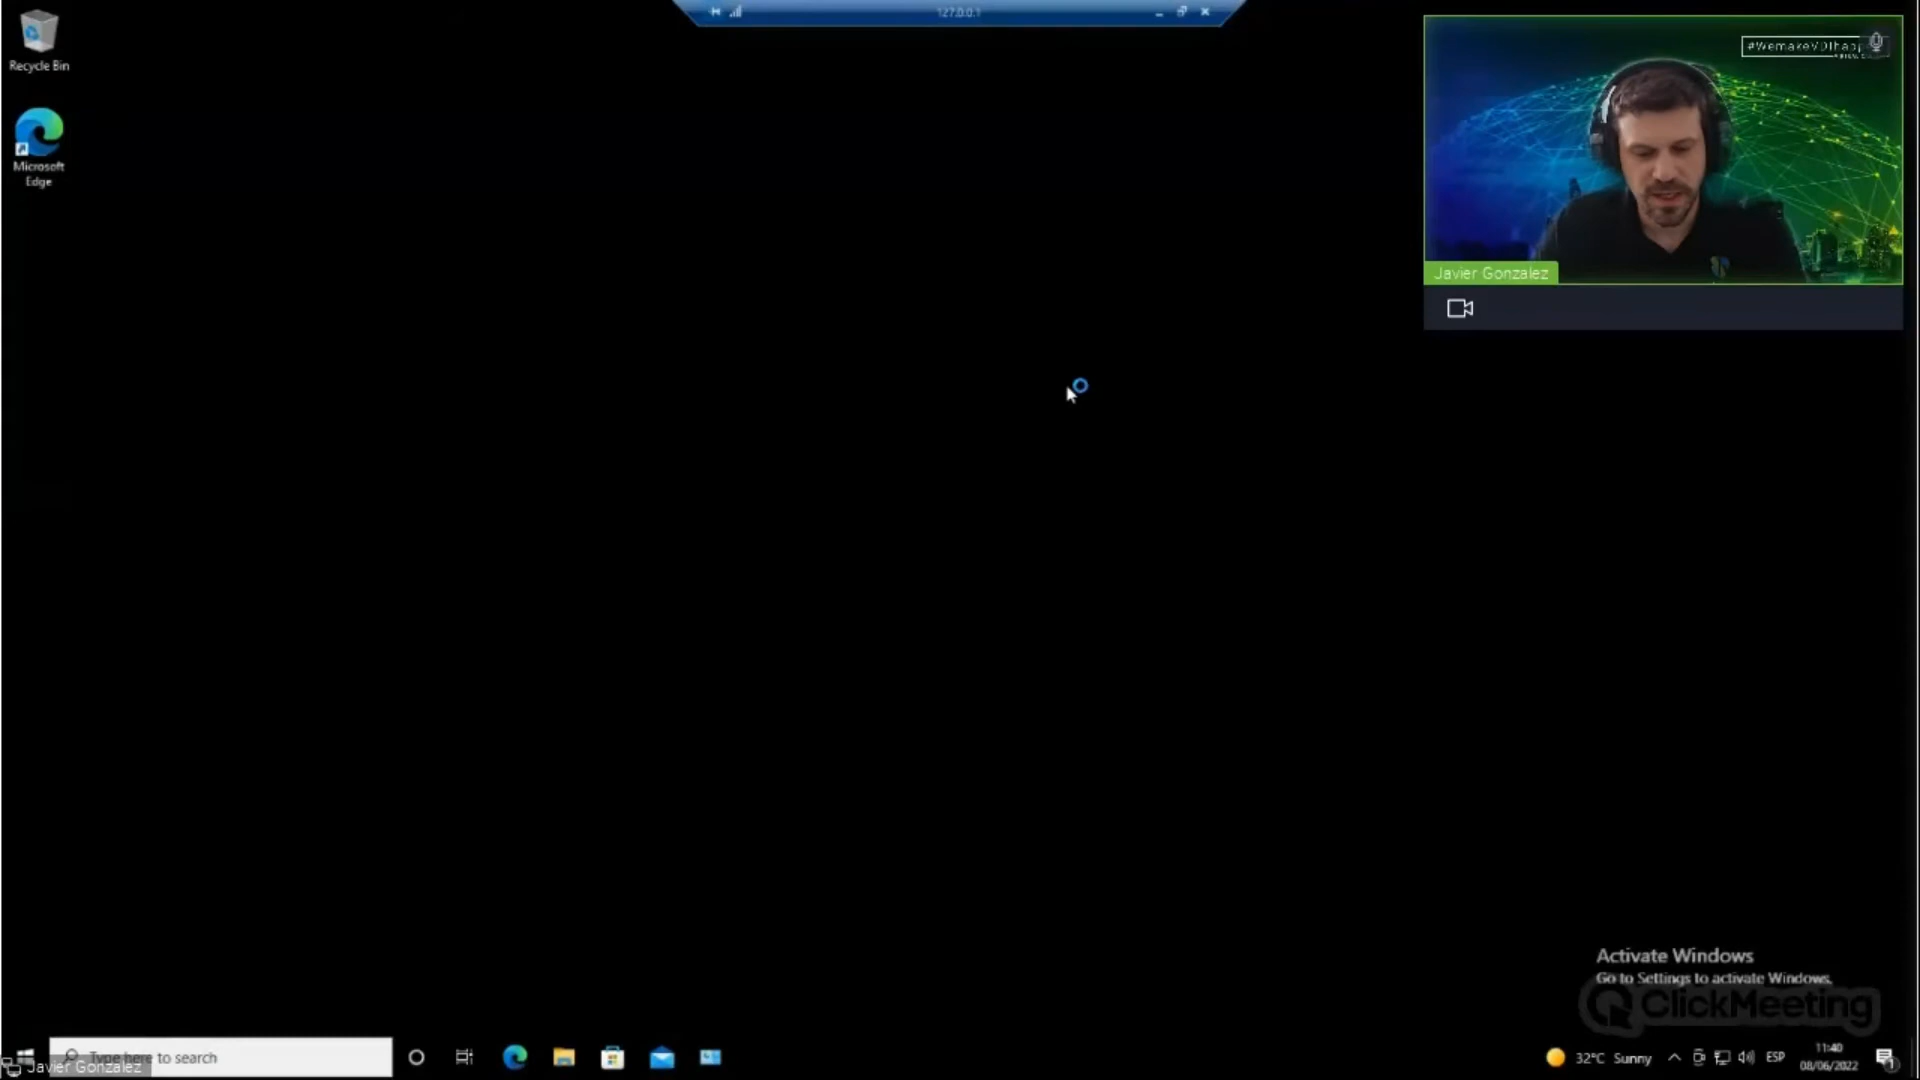 127.0.0.1
Recycle Bin
Microsoft
Edge
Javier Gonzalez
Activate Windows
Go to Settings to activate Windows.
ClickMeeting
Type here to search
Javier Gonzalez
32°C Sunny
ESP
11:40
08/06/2022
1